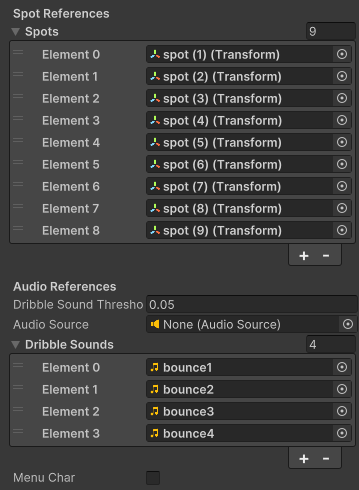 Spot References
Spots 9
Element 0 spot (1) (Transform)
Element 1 spot (2) (Transform)
Element 2 spot (3) (Transform)
Element 3 spot (4) (Transform)
Element 4 spot (5) (Transform)
Element 5 spot (6) (Transform)
Element 6 spot (7) (Transform)
Element 7 spot (8) (Transform)
Element 8 spot (9) (Transform)
+ -
Audio References
Dribble Sound Thresho 0.05
Audio Source None (Audio Source)
Dribble Sounds 4
Element 0 bounce1
Element 1 bounce2
Element 2 bounce3
Element 3 bounce4
+ -
Menu Char